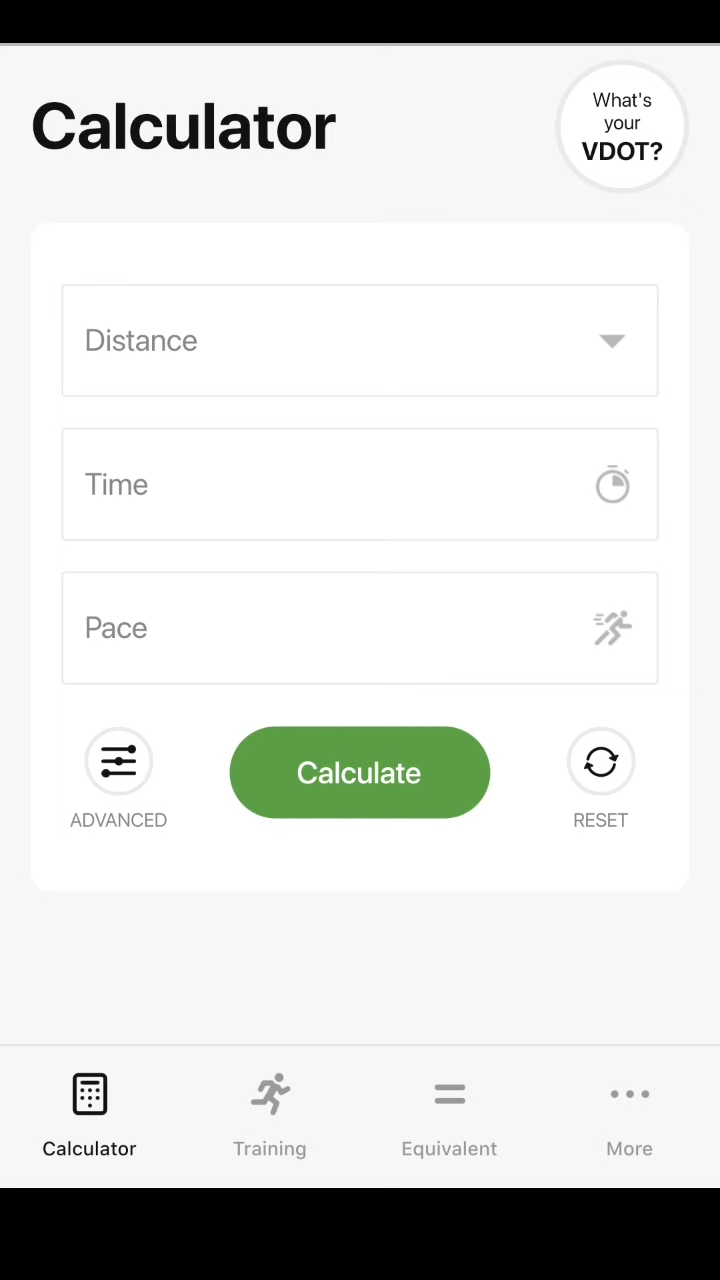 Calculator
What's
your
VDOT?
Distance
Time
Pace
Calculate
ADVANCED
RESET
Calculator
Training
Equivalent
More